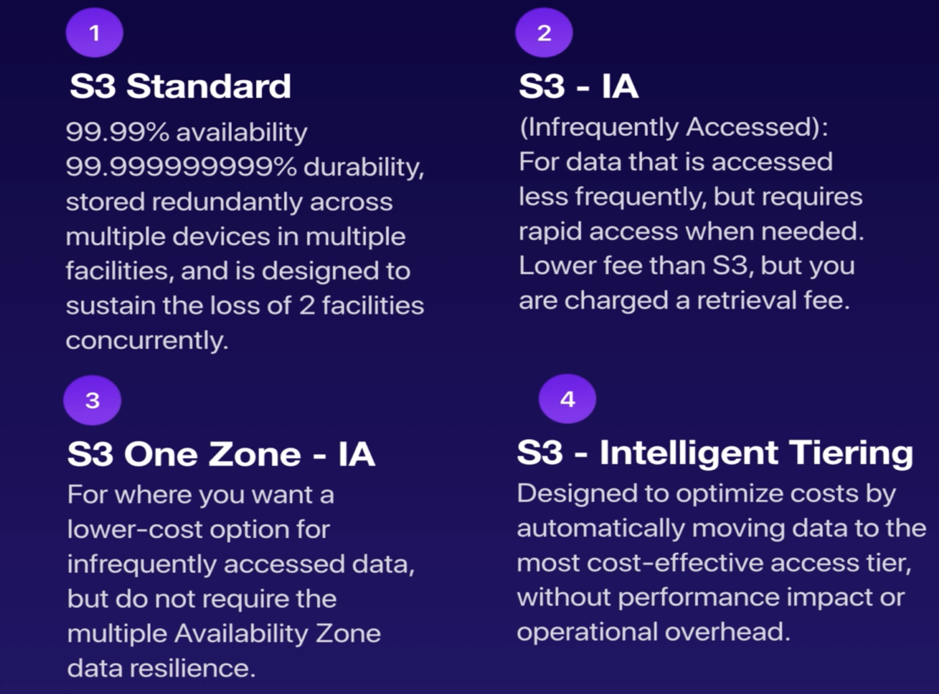 1
S3 Standard
99.99% availability
99.999999999% durability,
stored redundantly across
multiple devices in multiple
facilities, and is designed to
sustain the loss of 2 facilities
concurrently.
2
S3 - IA
(Infrequently Accessed):
For data that is accessed
less frequently, but requires
rapid access when needed.
Lower fee than S3, but you
are charged a retrieval fee.
3
S3 One Zone - IA
For where you want a
lower-cost option for
infrequently accessed data,
but do not require the
multiple Availability Zone
data resilience.
4
S3 - Intelligent Tiering
Designed to optimize costs by
automatically moving data to the
most cost-effective access tier,
without performance impact or
operational overhead.